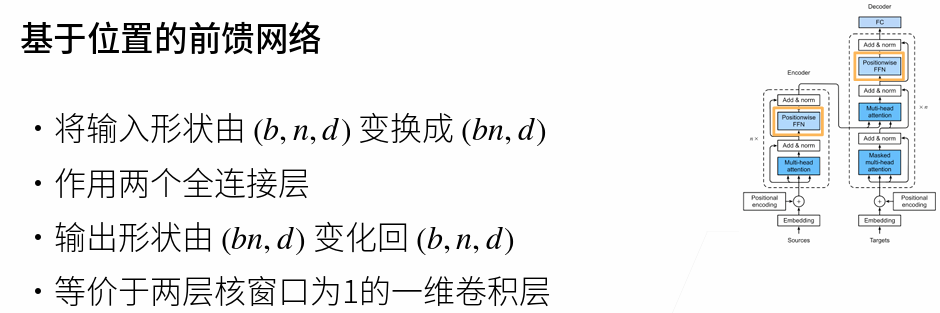 基于位置的前馈网络
• 将输入形状由 (b, n, d) 变换成 (bn, d)
• 作用两个全连接层
• 输出形状由 (bn, d) 变化回 (b, n, d)
• 等价于两层核窗口为1的一维卷积层
Decoder
FC
Add & norm
Positionwise
FFN
Add & norm
Muti-head
attention
× n
Add & norm
Masked
multi-head
attention
Positional
encoding
Embedding
Targets
Encoder
Add & norm
Positionwise
FFN
n ×
Add & norm
Multi-head
attention
Positional
encoding
Embedding
Sources